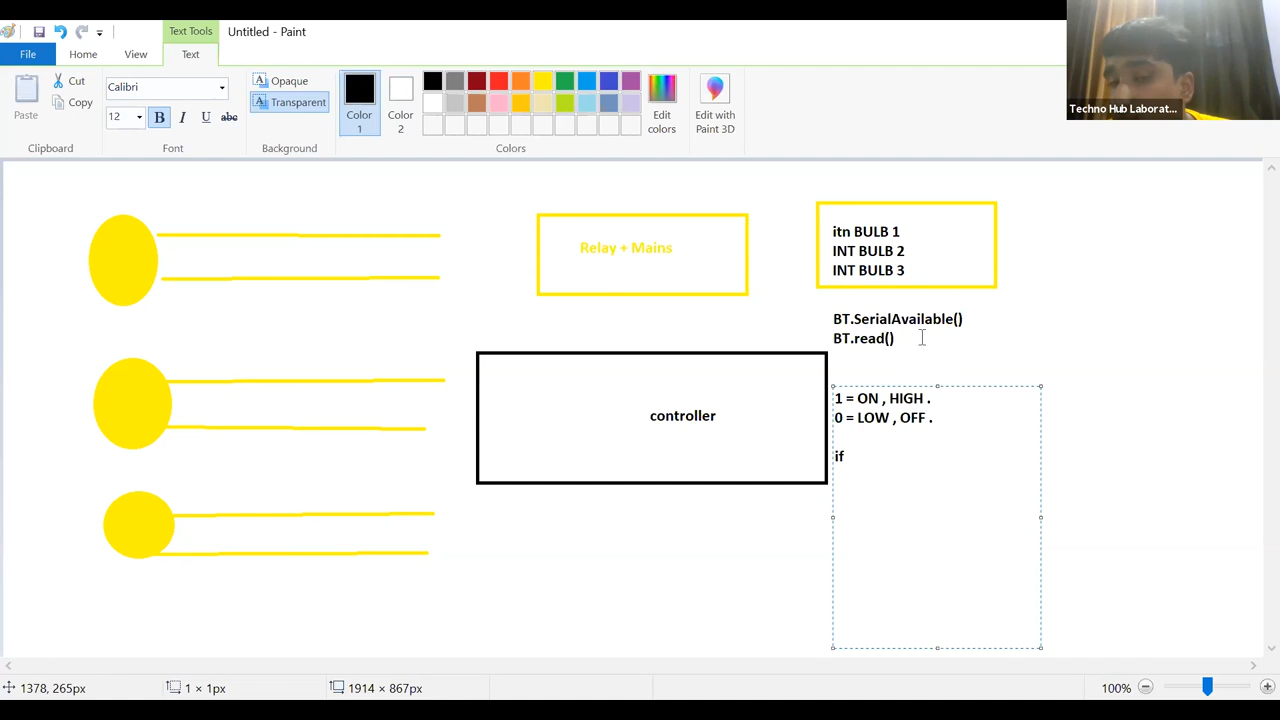 Text Tools
Untitled - Paint
File
Home
View
Text
Paste
Cut
Copy
Clipboard
Calibri
12
B
I
U
abc
Font
Opaque
Transparent
Background
Color
1
Color
2
Edit
colors
Edit with
Paint 3D
Colors
Techno Hub Laborat...
Relay + Mains
itn BULB 1
INT BULB 2
INT BULB 3
BT.SerialAvailable()
BT.read()
controller
1 = ON , HIGH .
0 = LOW , OFF .
if
1378, 265px
1 × 1px
1914 × 867px
100%